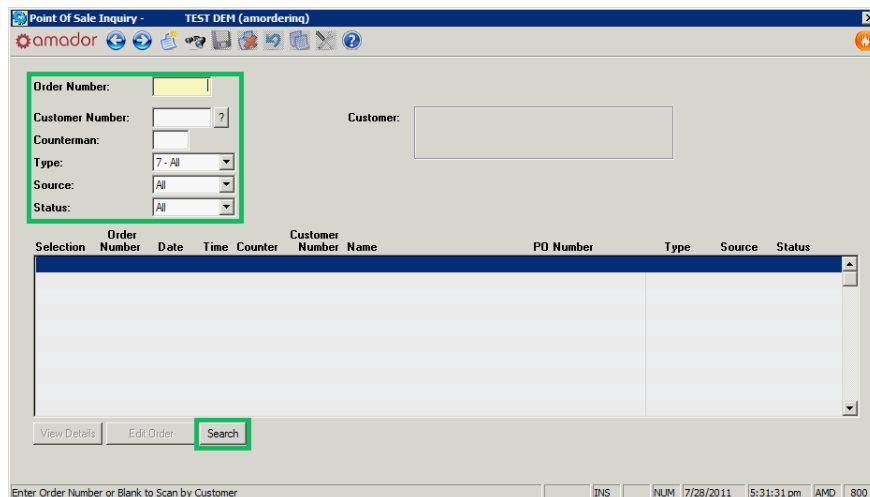 Point Of Sale Inquiry - TEST DEM (amordering)
amador
Order Number:
Customer Number: ? Customer:
Counterman:
Type: 7 - All
Source: All
Status: All
Order Customer
Selection Number Date Time Counter Number Name PO Number Type Source Status
View Details Edit Order Search
Enter Order Number or Blank to Scan by Customer INS NUM 7/28/2011 5:31:31 pm AMD 800